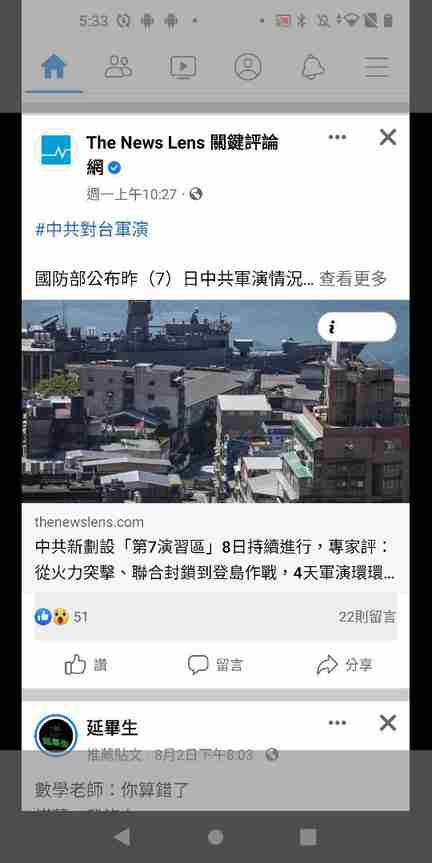 5:33
The News Lens 關鍵評論
網
週一上午10:27 ·
#中共對台軍演
國防部公布昨（7）日中共軍演情況... 查看更多
i
thenewslens.com
中共新劃設「第7演習區」8日持續進行，專家評：
從火力突擊、聯合封鎖到登島作戰，4天軍演環環...
51
22則留言
讚
留言
分享
延畢生
推薦貼文 · 8月2日下午8:03
數學老師：你算錯了